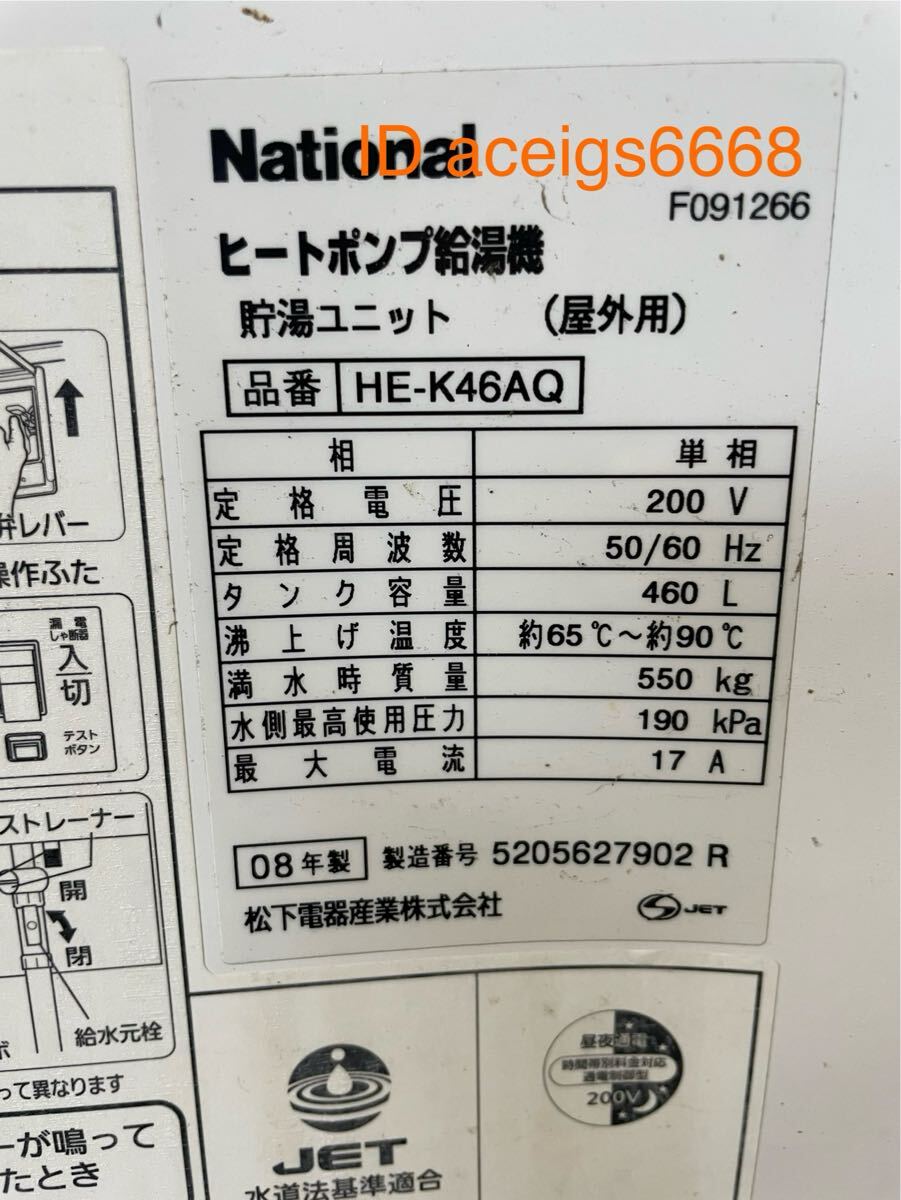 National
ID aceigs6668
F091266
ヒートポンプ給湯機
貯湯ユニット （屋外用）
品番 HE-K46AQ
相 単相
定格電圧 200 V
定格周波数 50/60 Hz
タンク容量 460 L
沸上げ温度 約65℃～約90℃
満水時質量 550 kg
水側最高使用圧力 190 kPa
最大電流 17 A
08年製 製造番号 5205627902 R
松下電器産業株式会社
S JET
弁レバー
操作ふた
漏電
しゃ断器
入
切
テスト
ボタン
ストレーナー
開
閉
給水元栓
って異なります
ーが鳴って
たとき
JET
水道法基準適合
昼夜
時間帯別料金対応
通電制御型
200V